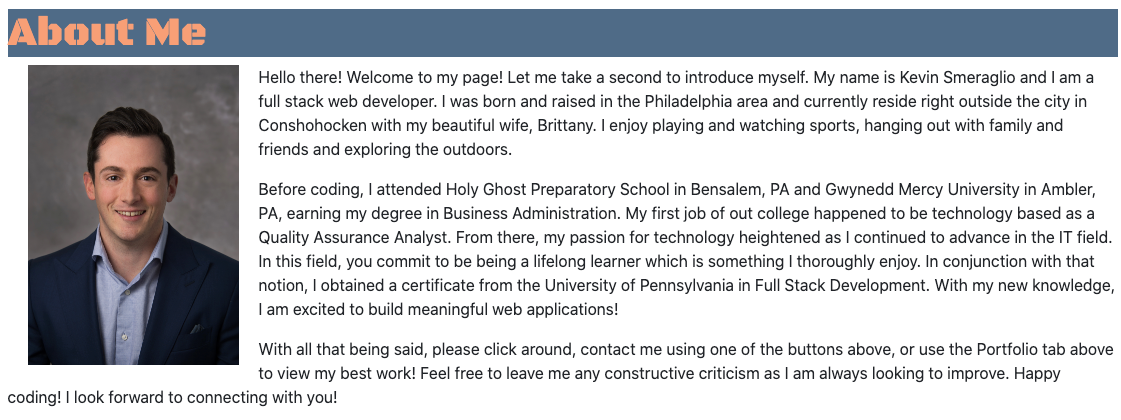 About Me
Hello there! Welcome to my page! Let me take a second to introduce myself. My name is Kevin Smeraglio and I am a
full stack web developer. I was born and raised in the Philadelphia area and currently reside right outside the city in
Conshohocken with my beautiful wife, Brittany. I enjoy playing and watching sports, hanging out with family and
friends and exploring the outdoors.
Before coding, I attended Holy Ghost Preparatory School in Bensalem, PA and Gwynedd Mercy University in Ambler,
PA, earning my degree in Business Administration. My first job of out college happened to be technology based as a
Quality Assurance Analyst. From there, my passion for technology heightened as I continued to advance in the IT field.
In this field, you commit to be being a lifelong learner which is something I thoroughly enjoy. In conjunction with that
notion, I obtained a certificate from the University of Pennsylvania in Full Stack Development. With my new knowledge,
I am excited to build meaningful web applications!
With all that being said, please click around, contact me using one of the buttons above, or use the Portfolio tab above
to view my best work! Feel free to leave me any constructive criticism as I am always looking to improve. Happy
coding! I look forward to connecting with you!